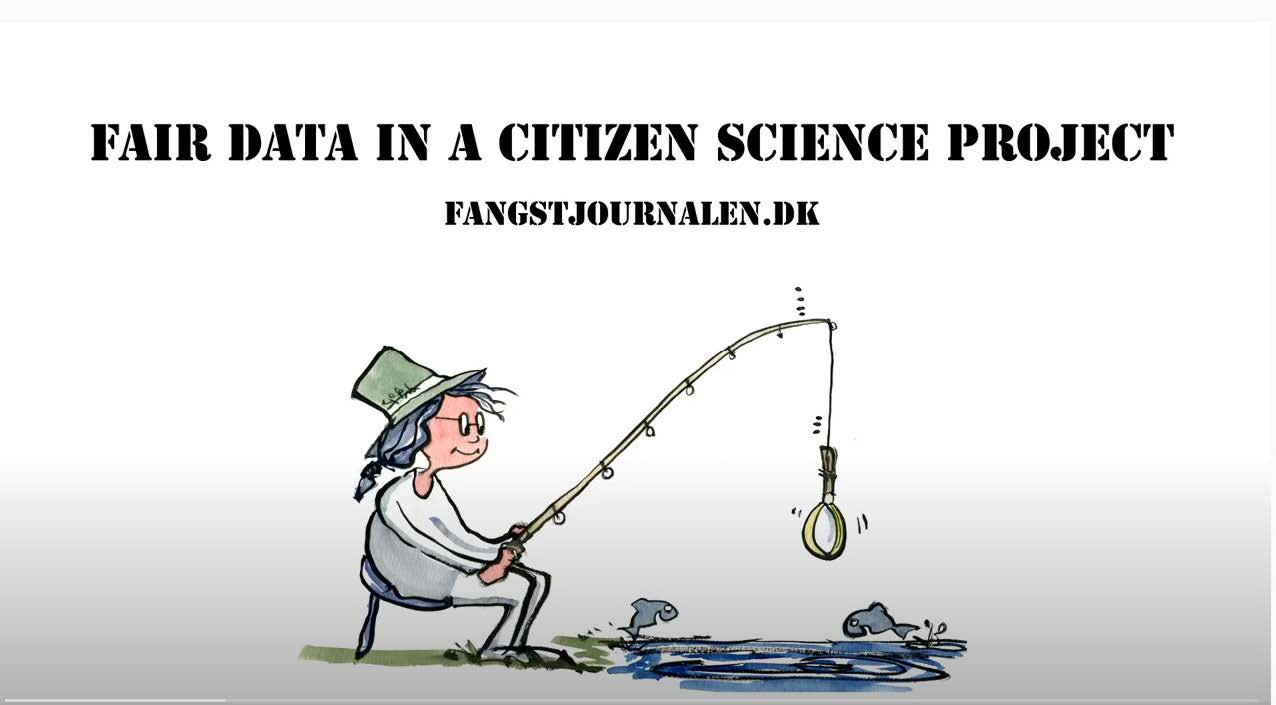 FAIR DATA IN A CITIZEN SCIENCE PROJECT
FANGSTJOURNALEN.DK